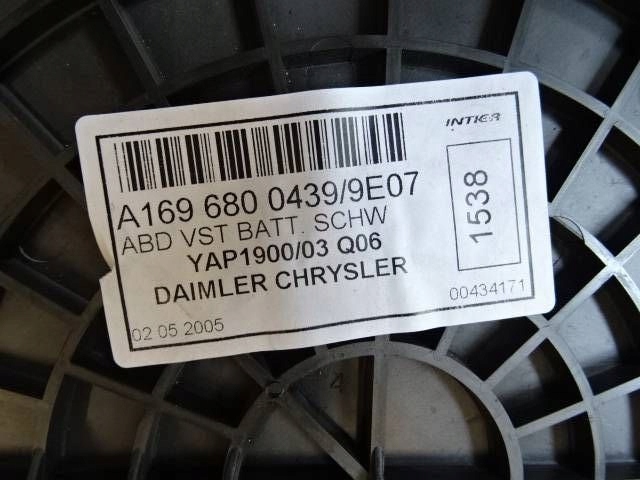 INTIER
A169 680 0439/9E07
ABD VST BATT. SCHW
YAP1900/03 Q06
DAIMLER CHRYSLER
1538
02 05 2005
00434171
4